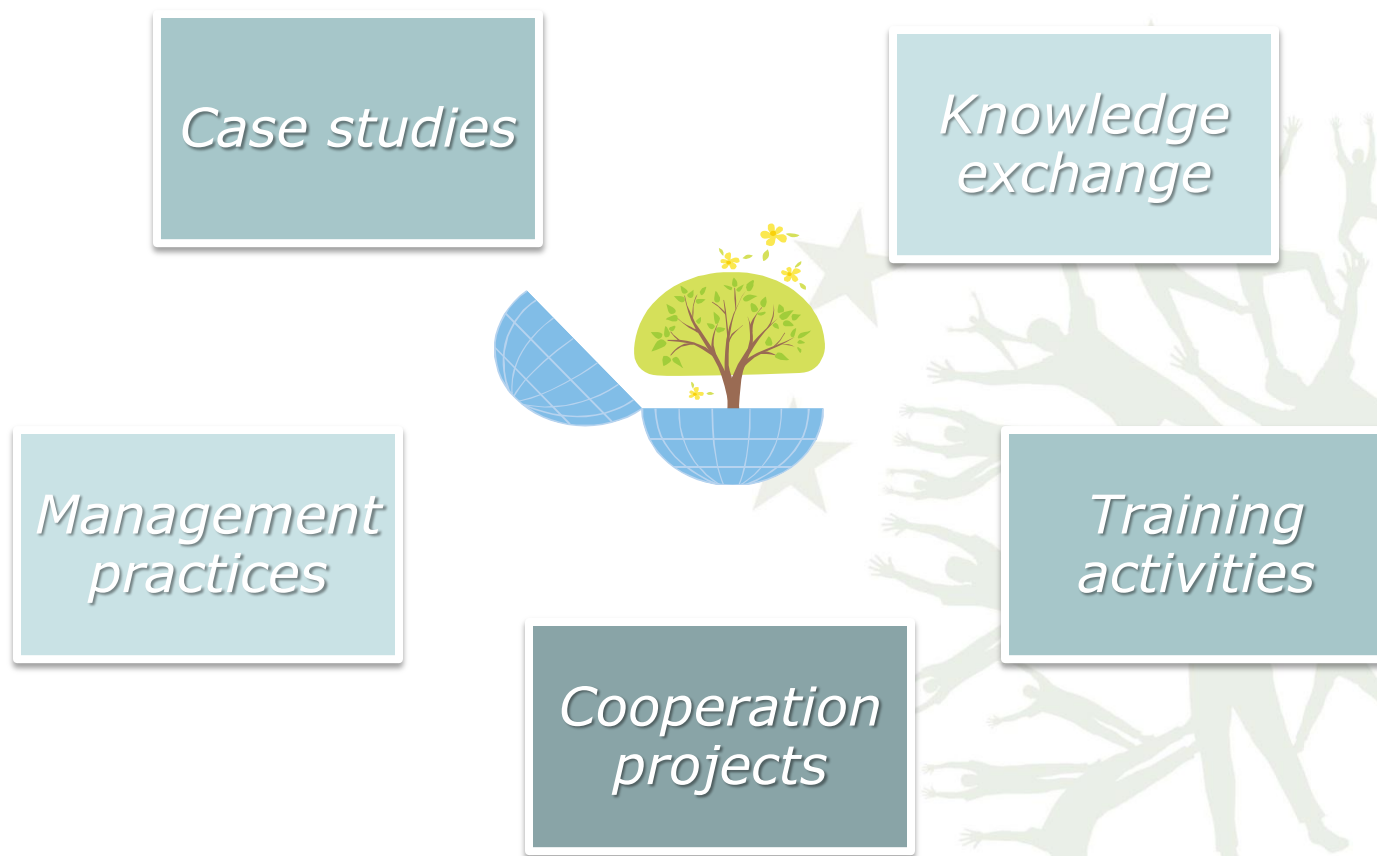 Case studies
Knowledge
exchange
Management
practices
Training
activities
Cooperation
projects